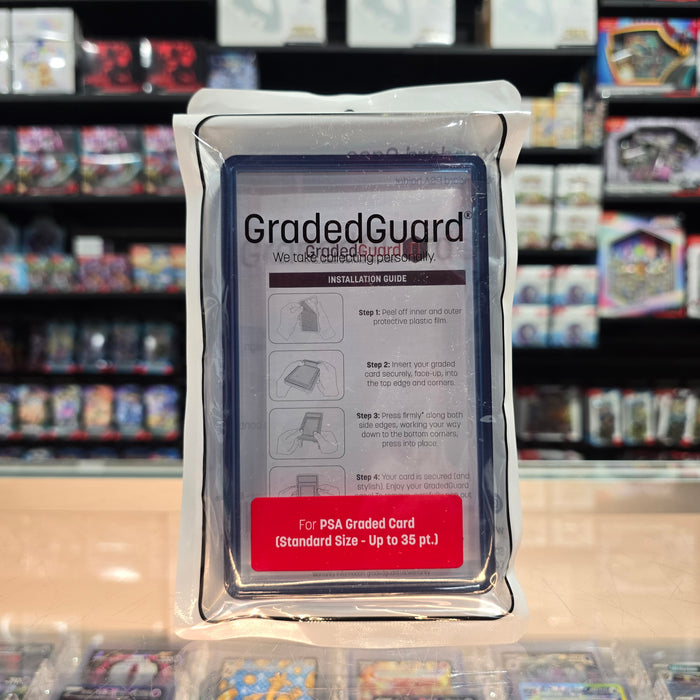 GradedGuard®
GradedGuard
We take collecting personally.
INSTALLATION GUIDE
Step 1: Peel off inner and outer
protective plastic film.
Step 2: Insert your graded
card securely, face-up, into
the top edge and corners.
Step 3: Press firmly* along both
side edges, working your way
down to the bottom corners;
press into place.
Step 4: Your card is secured (and
stylish). Enjoy your GradedGuard
out
For PSA Graded Card
(Standard Size - Up to 35 pt.)